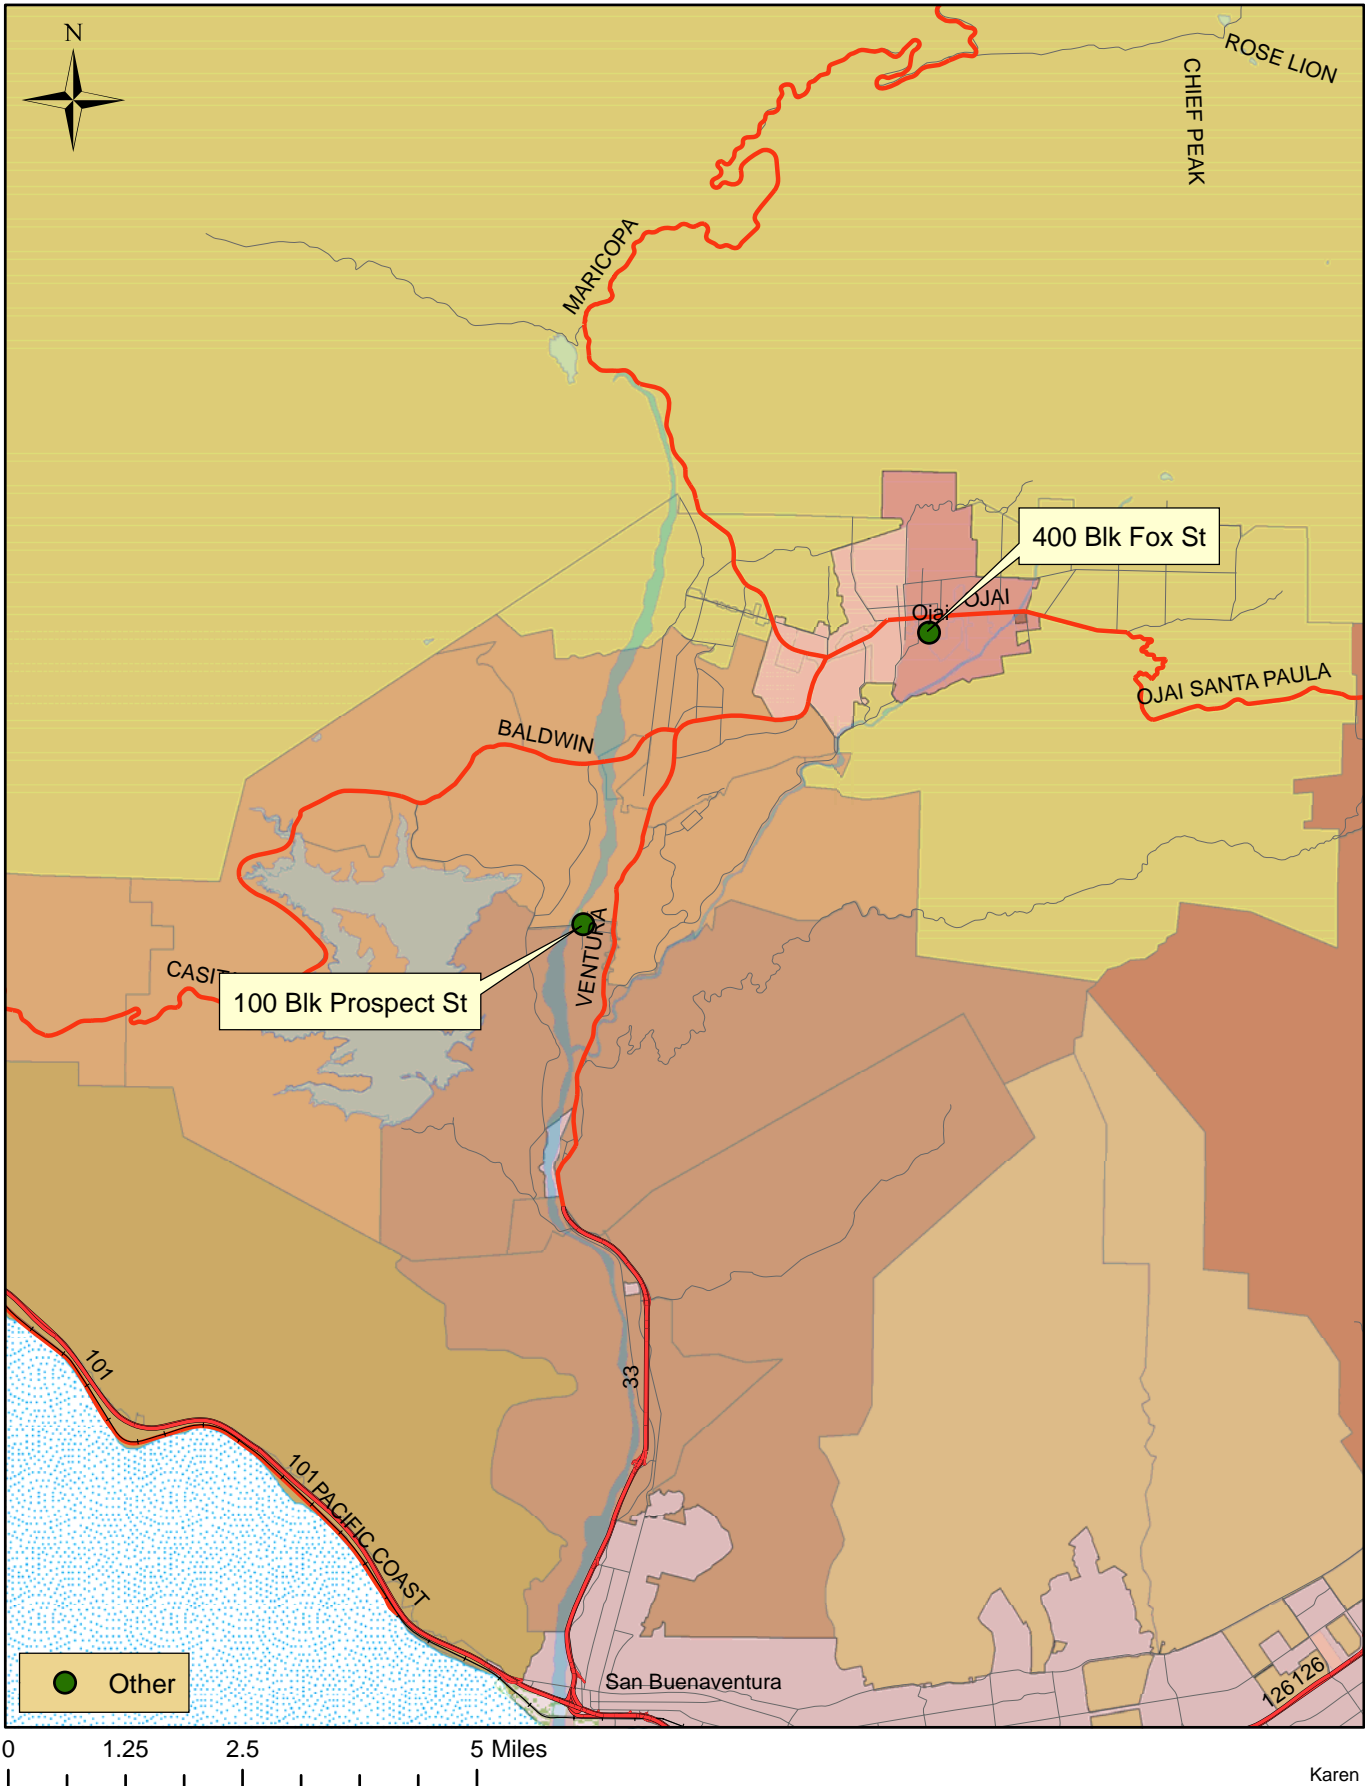 N
ROSE LION
CHIEF PEAK
MARICOPA
400 Blk Fox St
OJAI
Ojai
OJAI SANTA PAULA
BALDWIN
VENTURA
CASIT
100 Blk Prospect St
33
101
101
PACIFIC COAST
San Buenaventura
126
126
Other
0 1.25 2.5 5 Miles
Karen